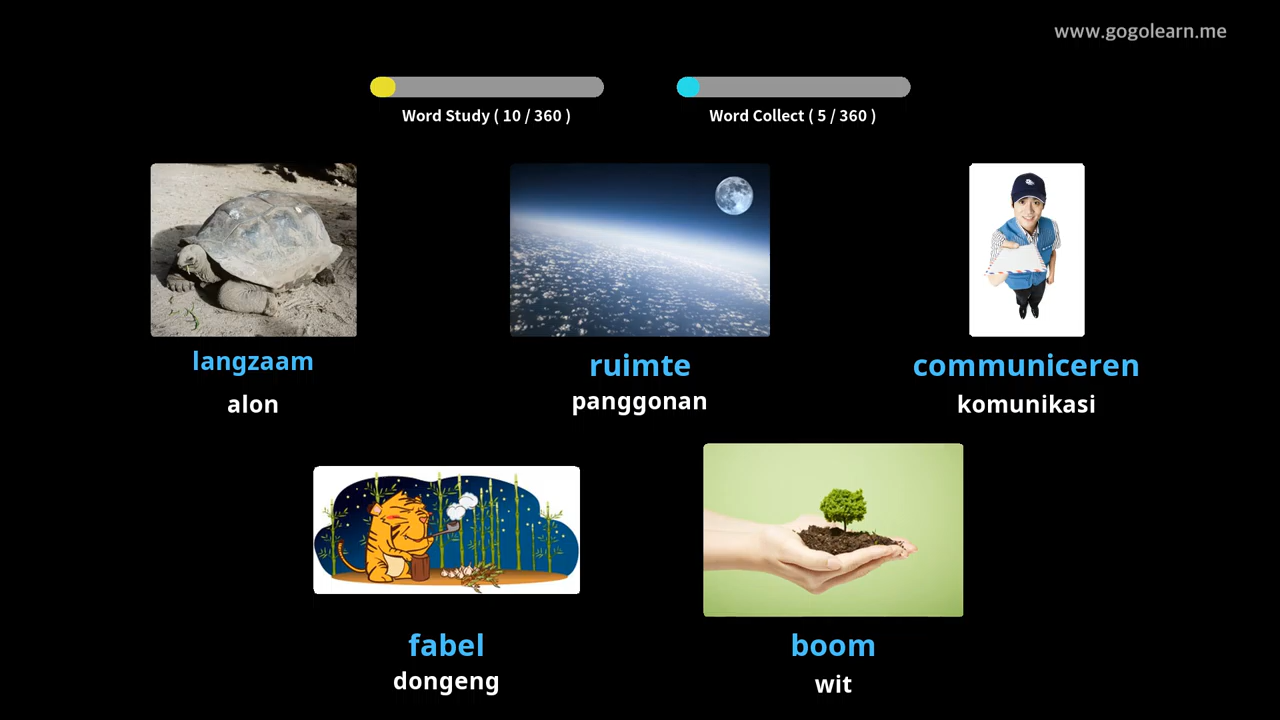 www.gogolearn.me
Word Study ( 10 / 360 )
Word Collect ( 5 / 360 )
langzaam
alon
ruimte
panggonan
communiceren
komunikasi
fabel
dongeng
boom
wit